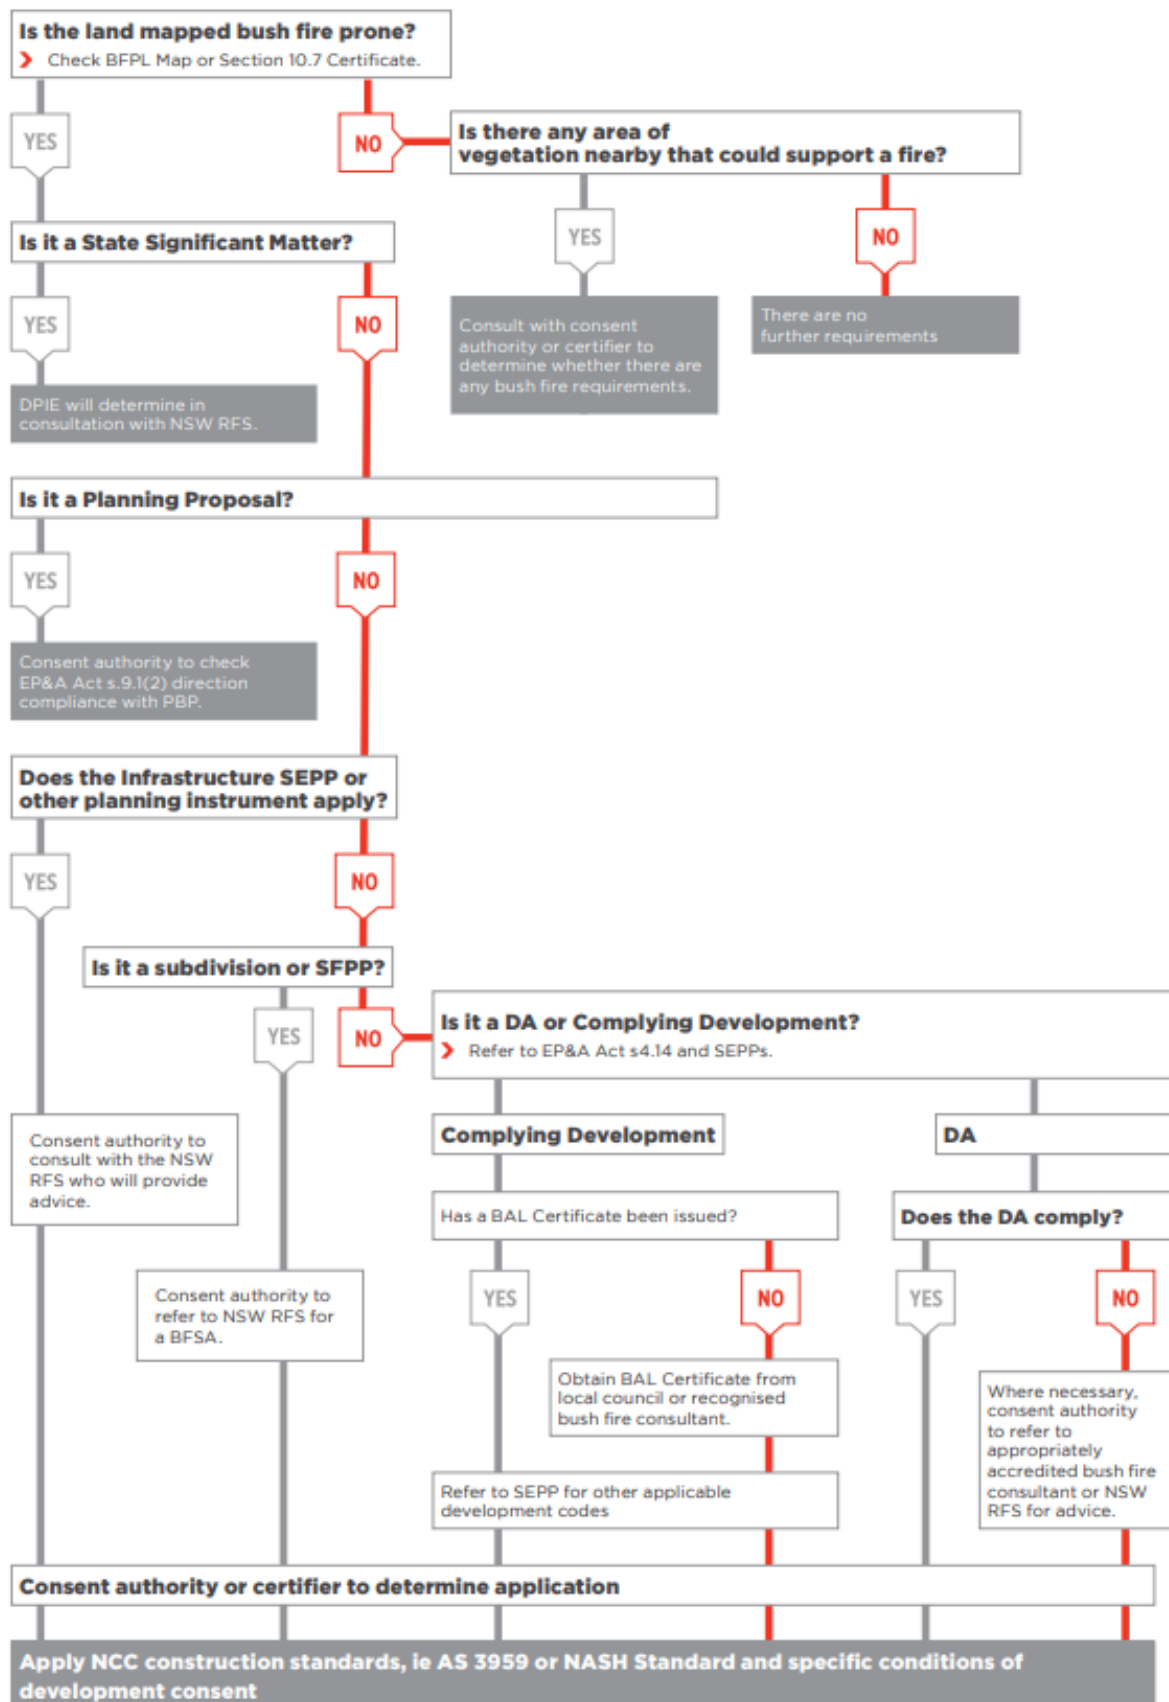 Is the land mapped bush fire prone?
Check BFPL Map or Section 10.7 Certificate.
YES
NO
Is there any area of
vegetation nearby that could support a fire?
YES
NO
Consult with consent
authority or certifier to
determine whether there are
any bush fire requirements.
There are no
further requirements
Is it a State Significant Matter?
YES
NO
DPIE will determine in
consultation with NSW RFS.
Is it a Planning Proposal?
YES
NO
Consent authority to check
EP&A Act s.9.1(2) direction
compliance with PBP.
Does the Infrastructure SEPP or
other planning instrument apply?
YES
NO
Is it a subdivision or SFPP?
YES
NO
Is it a DA or Complying Development?
Refer to EP&A Act s4.14 and SEPPs.
Consent authority to
consult with the NSW
RFS who will provide
advice.
Complying Development
DA
Has a BAL Certificate been issued?
Does the DA comply?
Consent authority to
refer to NSW RFS for
a BFSA.
YES
NO
YES
NO
Obtain BAL Certificate from
local council or recognised
bush fire consultant.
Where necessary,
consent authority
to refer to
appropriately
accredited bush fire
consultant or NSW
RFS for advice.
Refer to SEPP for other applicable
development codes
Consent authority or certifier to determine application
Apply NCC construction standards, ie AS 3959 or NASH Standard and specific conditions of
development consent